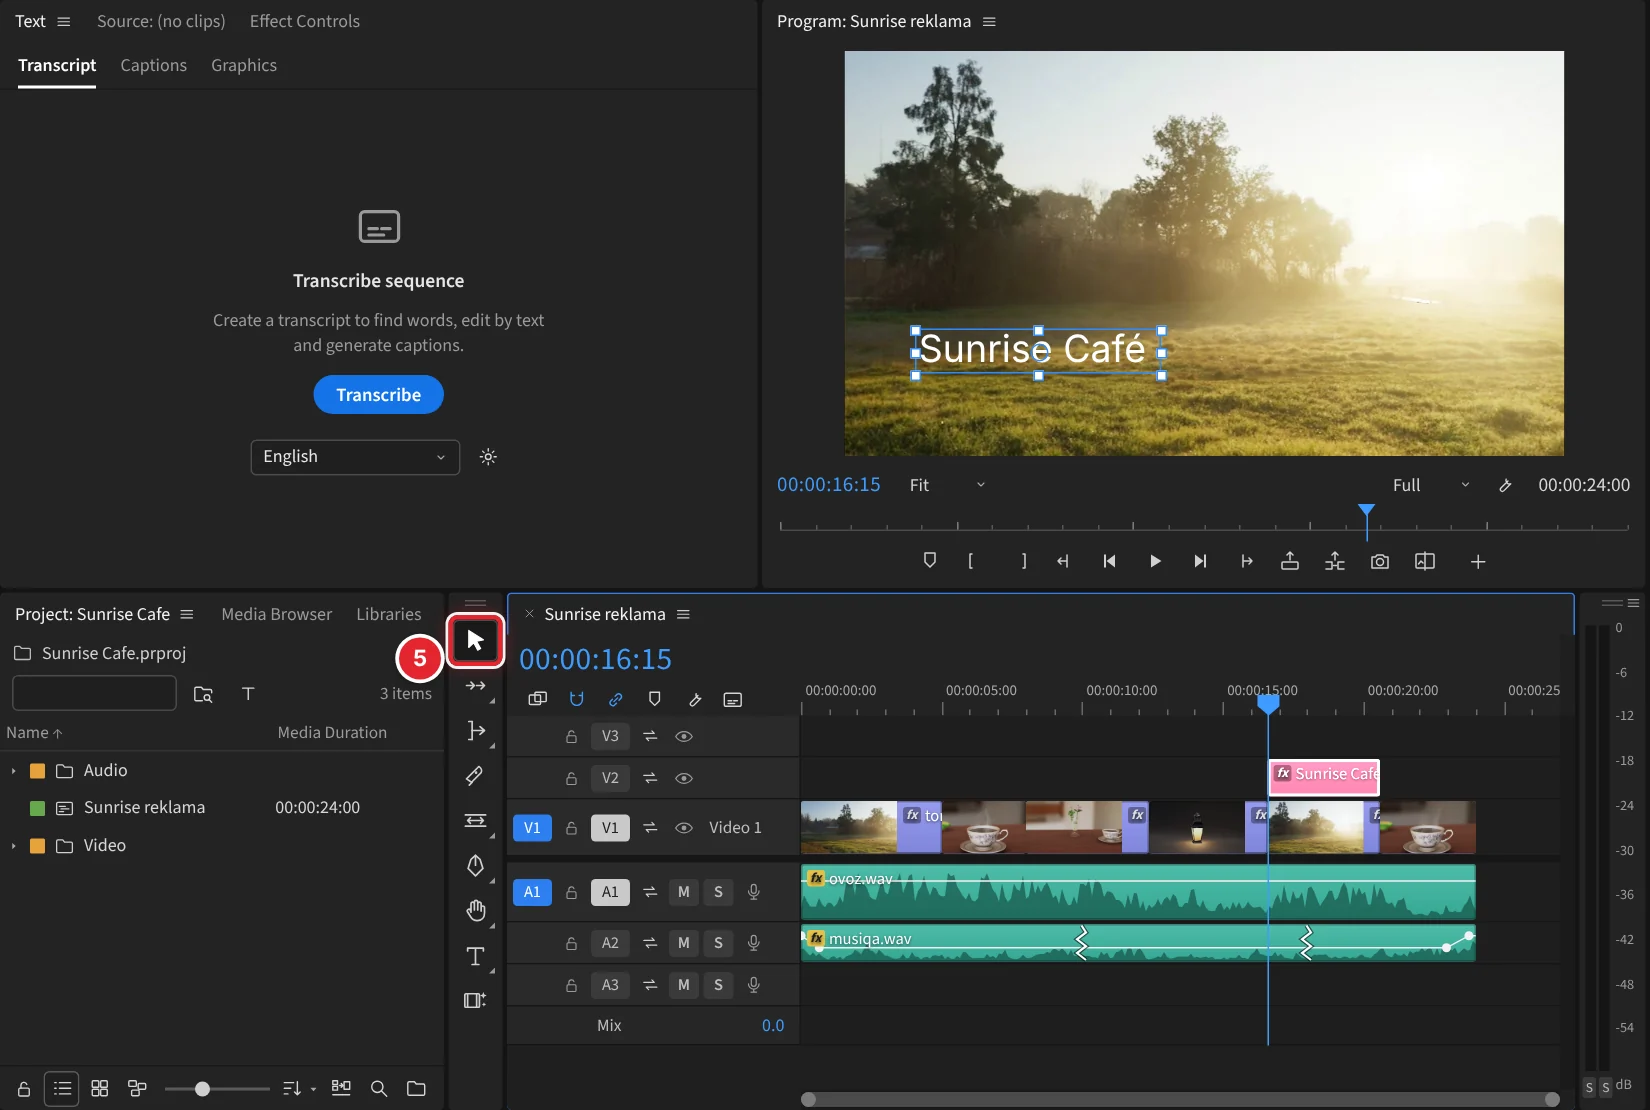 Text
Source: (no clips)
Effect Controls
Transcript
Captions
Graphics
Transcribe sequence
Create a transcript to find words, edit by text
and generate captions.
Transcribe
English
Program: Sunrise reklama
Sunrise Café
00:00:16:15
Fit
Full
00:00:24:00
Project: Sunrise Cafe
Media Browser
Libraries
Sunrise Cafe.prproj
3 items
Name
Media Duration
Audio
Sunrise reklama
00:00:24:00
Video
5
Sunrise reklama
00:00:16:15
00:00:00:00
00:00:05:00
00:00:10:00
00:00:15:00
00:00:20:00
00:00:25
V3
V2
fx Sunrise Cafe
V1
V1
Video 1
fx
fx
fx
A1
A1
M
S
fx ovoz.wav
A2
M
S
fx musiqa.wav
A3
M
S
Mix
0.0
0
-6
-12
-18
-24
-30
-36
-42
-48
-54
dB
S
S